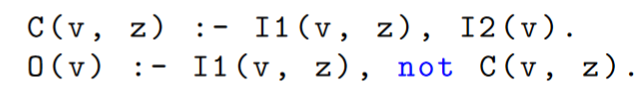 C(v, z) :- I1(v, z), I2(v).
O(v) :- I1(v, z), not C(v, z).